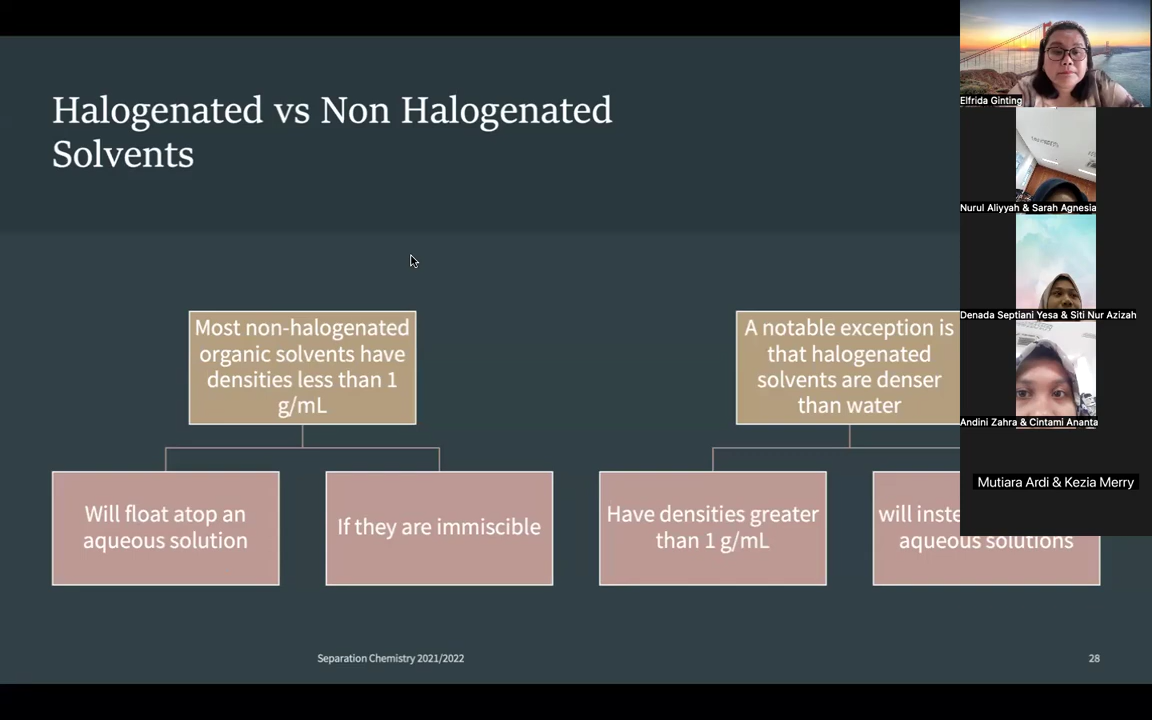 Halogenated vs Non Halogenated
Solvents
Most non-halogenated
organic solvents have
densities less than 1
g/mL
Will float atop an
aqueous solution
If they are immiscible
A notable exception is
that halogenated
solvents are denser
than water
Have densities greater
than 1 g/mL
will inste
aqueous solutions
Separation Chemistry 2021/2022
28
Elfrida Ginting
Nurul Aliyyah & Sarah Agnesia
Denada Septiani Yesa & Siti Nur Azizah
Andini Zahra & Cintami Ananta
Mutiara Ardi & Kezia Merry